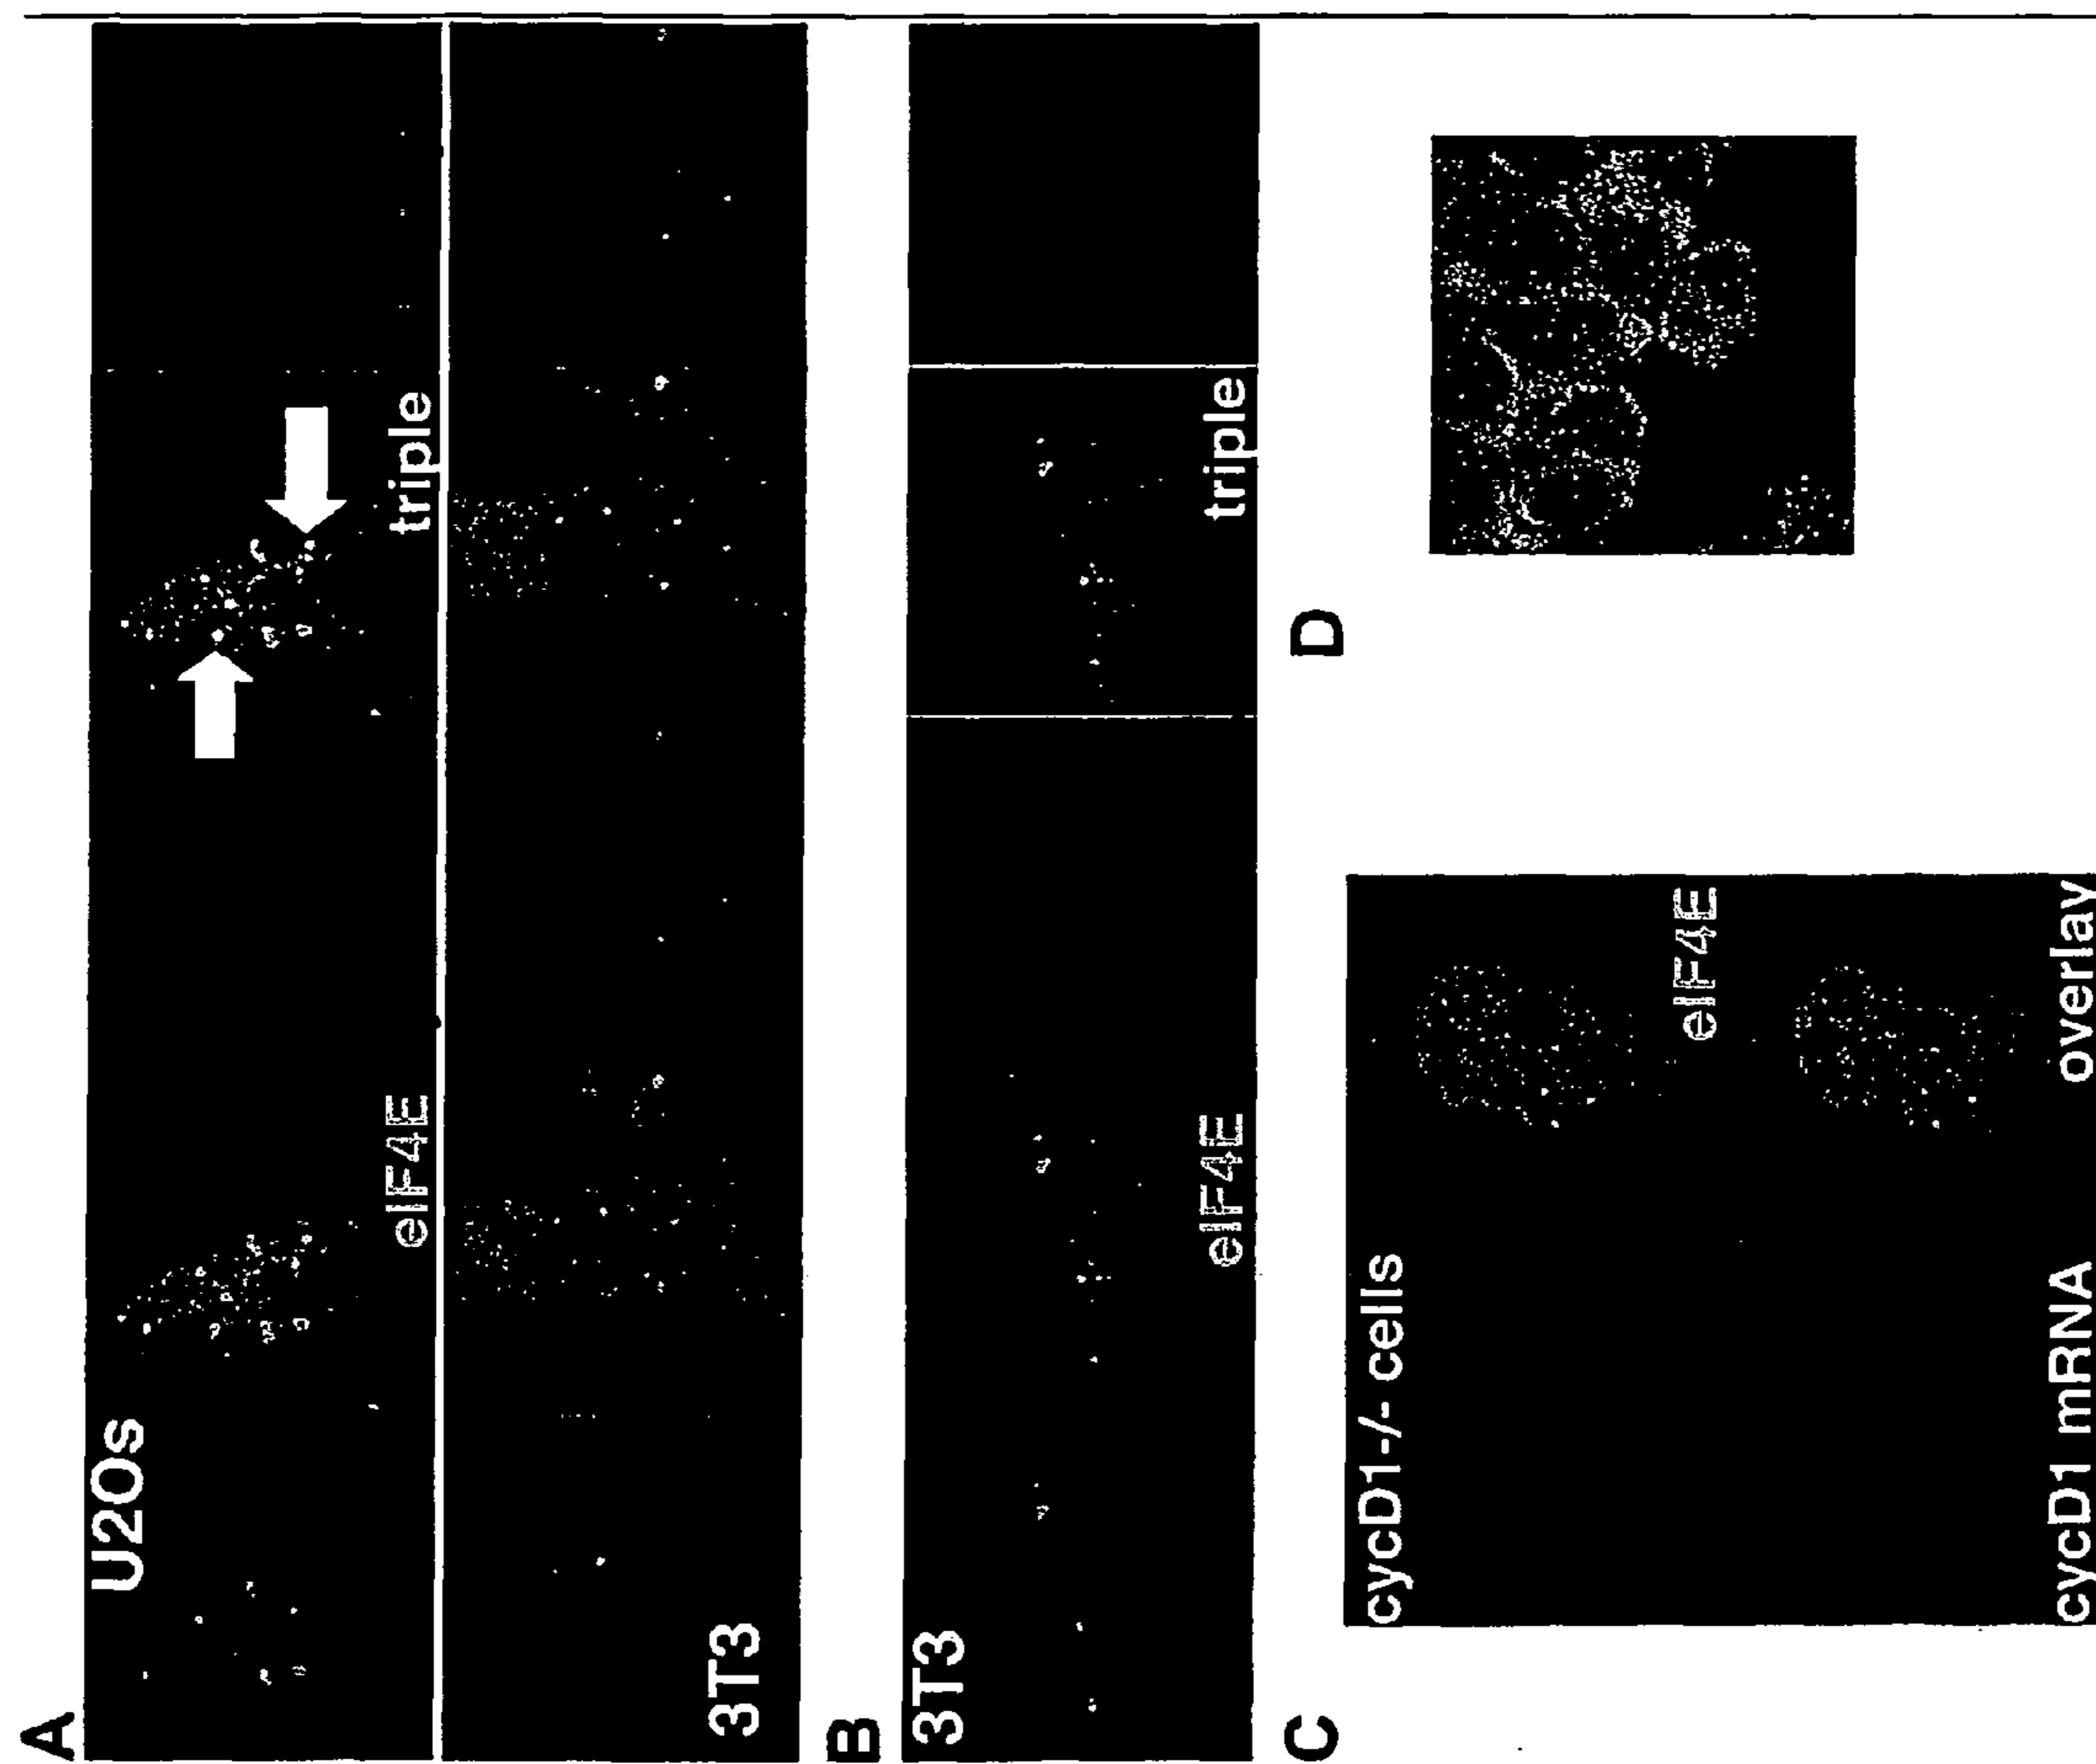 A
U2Os
eIF4E
triple
3T3
B
3T3
eIF4E
triple
C
cycD1-/- cells
eIF4E
cycD1 mRNA
overlay
D